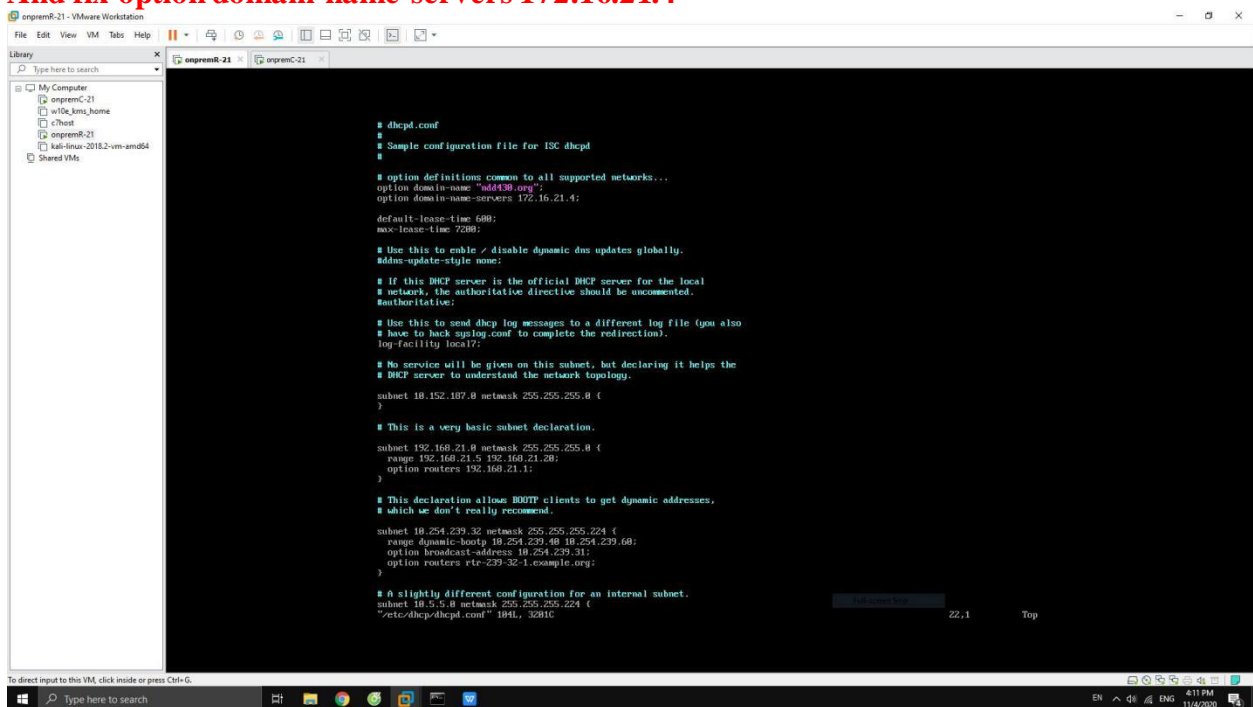 And fix option domain-name-servers 172.16.21.4
onpremR-21 - VMware Workstation
File Edit View VM Tabs Help
Library
Type here to search
onpremR-21
onpremC-21
My Computer
onpremC-21
w10e_kms_home
c7host
onpremR-21
kali-linux-2018.2-vm-amd64
Shared VMs
# dhcpd.conf
#
# Sample configuration file for ISC dhcpd
#
# option definitions common to all supported networks...
option domain-name "ndd430.org";
option domain-name-servers 172.16.21.4;
default-lease-time 600;
max-lease-time 7200;
# Use this to enble / disable dynamic dns updates globally.
#ddns-update-style none;
# If this DHCP server is the official DHCP server for the local
# network, the authoritative directive should be uncommented.
#authoritative;
# Use this to send dhcp log messages to a different log file (you also
# have to hack syslog.conf to complete the redirection).
log-facility local7;
# No service will be given on this subnet, but declaring it helps the
# DHCP server to understand the network topology.
subnet 10.152.187.0 netmask 255.255.255.0 {
}
# This is a very basic subnet declaration.
subnet 192.168.21.0 netmask 255.255.255.0 {
range 192.168.21.5 192.168.21.20;
option routers 192.168.21.1;
}
# This declaration allows BOOTP clients to get dynamic addresses,
# which we don't really recommend.
subnet 10.254.239.32 netmask 255.255.255.224 {
range dynamic-bootp 10.254.239.40 10.254.239.60;
option broadcast-address 10.254.239.31;
option routers rtr-239-32-1.example.org;
}
# A slightly different configuration for an internal subnet.
subnet 10.5.5.0 netmask 255.255.255.224 {
"/etc/dhcp/dhcpd.conf" 104L, 3201C 22,1 Top
To direct input to this VM, click inside or press Ctrl+G.
Type here to search
EN ENG 4:11 PM
11/4/2020